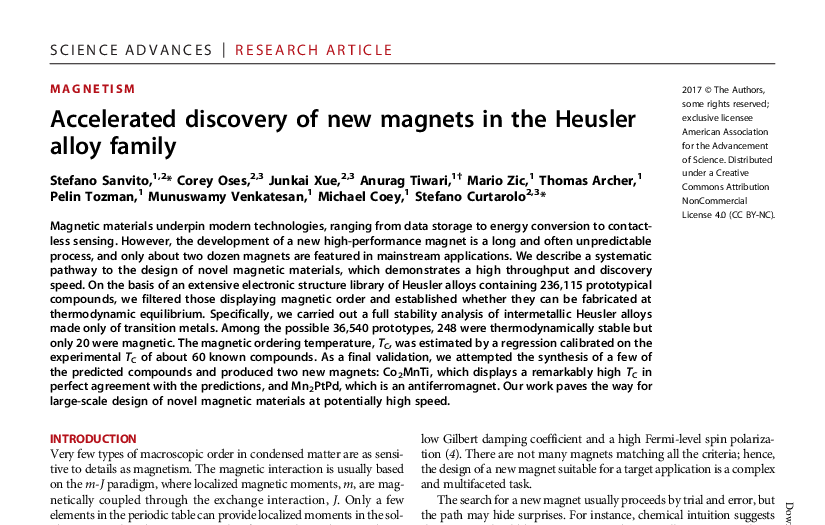 SCIENCE ADVANCES | RESEARCH ARTICLE
MAGNETISM
Accelerated discovery of new magnets in the Heusler
alloy family
Stefano Sanvito,1,2* Corey Oses,2,3 Junkai Xue,2,3 Anurag Tiwari,1† Mario Zic,1 Thomas Archer,1
Pelin Tozman,1 Munuswamy Venkatesan,1 Michael Coey,1 Stefano Curtarolo2,3*
Magnetic materials underpin modern technologies, ranging from data storage to energy conversion to contact-
less sensing. However, the development of a new high-performance magnet is a long and often unpredictable
process, and only about two dozen magnets are featured in mainstream applications. We describe a systematic
pathway to the design of novel magnetic materials, which demonstrates a high throughput and discovery
speed. On the basis of an extensive electronic structure library of Heusler alloys containing 236,115 prototypical
compounds, we filtered those displaying magnetic order and established whether they can be fabricated at
thermodynamic equilibrium. Specifically, we carried out a full stability analysis of intermetallic Heusler alloys
made only of transition metals. Among the possible 36,540 prototypes, 248 were thermodynamically stable but
only 20 were magnetic. The magnetic ordering temperature, TC, was estimated by a regression calibrated on the
experimental TC of about 60 known compounds. As a final validation, we attempted the synthesis of a few of
the predicted compounds and produced two new magnets: Co2MnTi, which displays a remarkably high TC in
perfect agreement with the predictions, and Mn2PtPd, which is an antiferromagnet. Our work paves the way for
large-scale design of novel magnetic materials at potentially high speed.
2017 © The Authors,
some rights reserved;
exclusive licensee
American Association
for the Advancement
of Science. Distributed
under a Creative
Commons Attribution
NonCommercial
License 4.0 (CC BY-NC).
INTRODUCTION
Very few types of macroscopic order in condensed matter are as sensi-
tive to details as magnetism. The magnetic interaction is usually based
on the m-J paradigm, where localized magnetic moments, m, are mag-
netically coupled through the exchange interaction, J. Only a few
elements in the periodic table can provide localized moments in the sol-
low Gilbert damping coefficient and a high Fermi-level spin polariza-
tion (4). There are not many magnets matching all the criteria; hence,
the design of a new magnet suitable for a target application is a complex
and multifaceted task.
The search for a new magnet usually proceeds by trial and error, but
the path may hide surprises. For instance, chemical intuition suggests